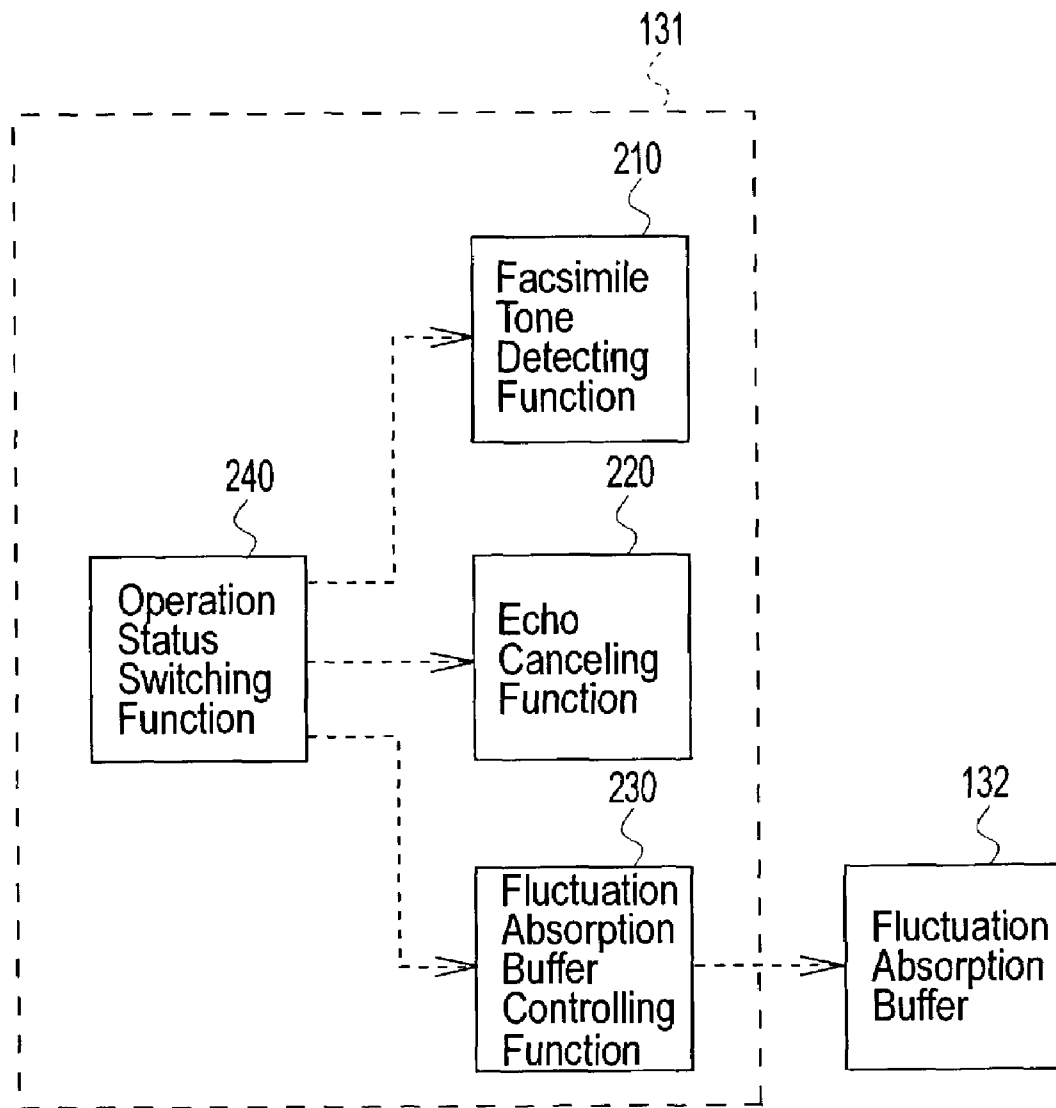 131
210
Facsimile
Tone
Detecting
Function
240
Operation
Status
Switching
Function
220
Echo
Canceling
Function
230
Fluctuation
Absorption
Buffer
Controlling
Function
132
Fluctuation
Absorption
Buffer